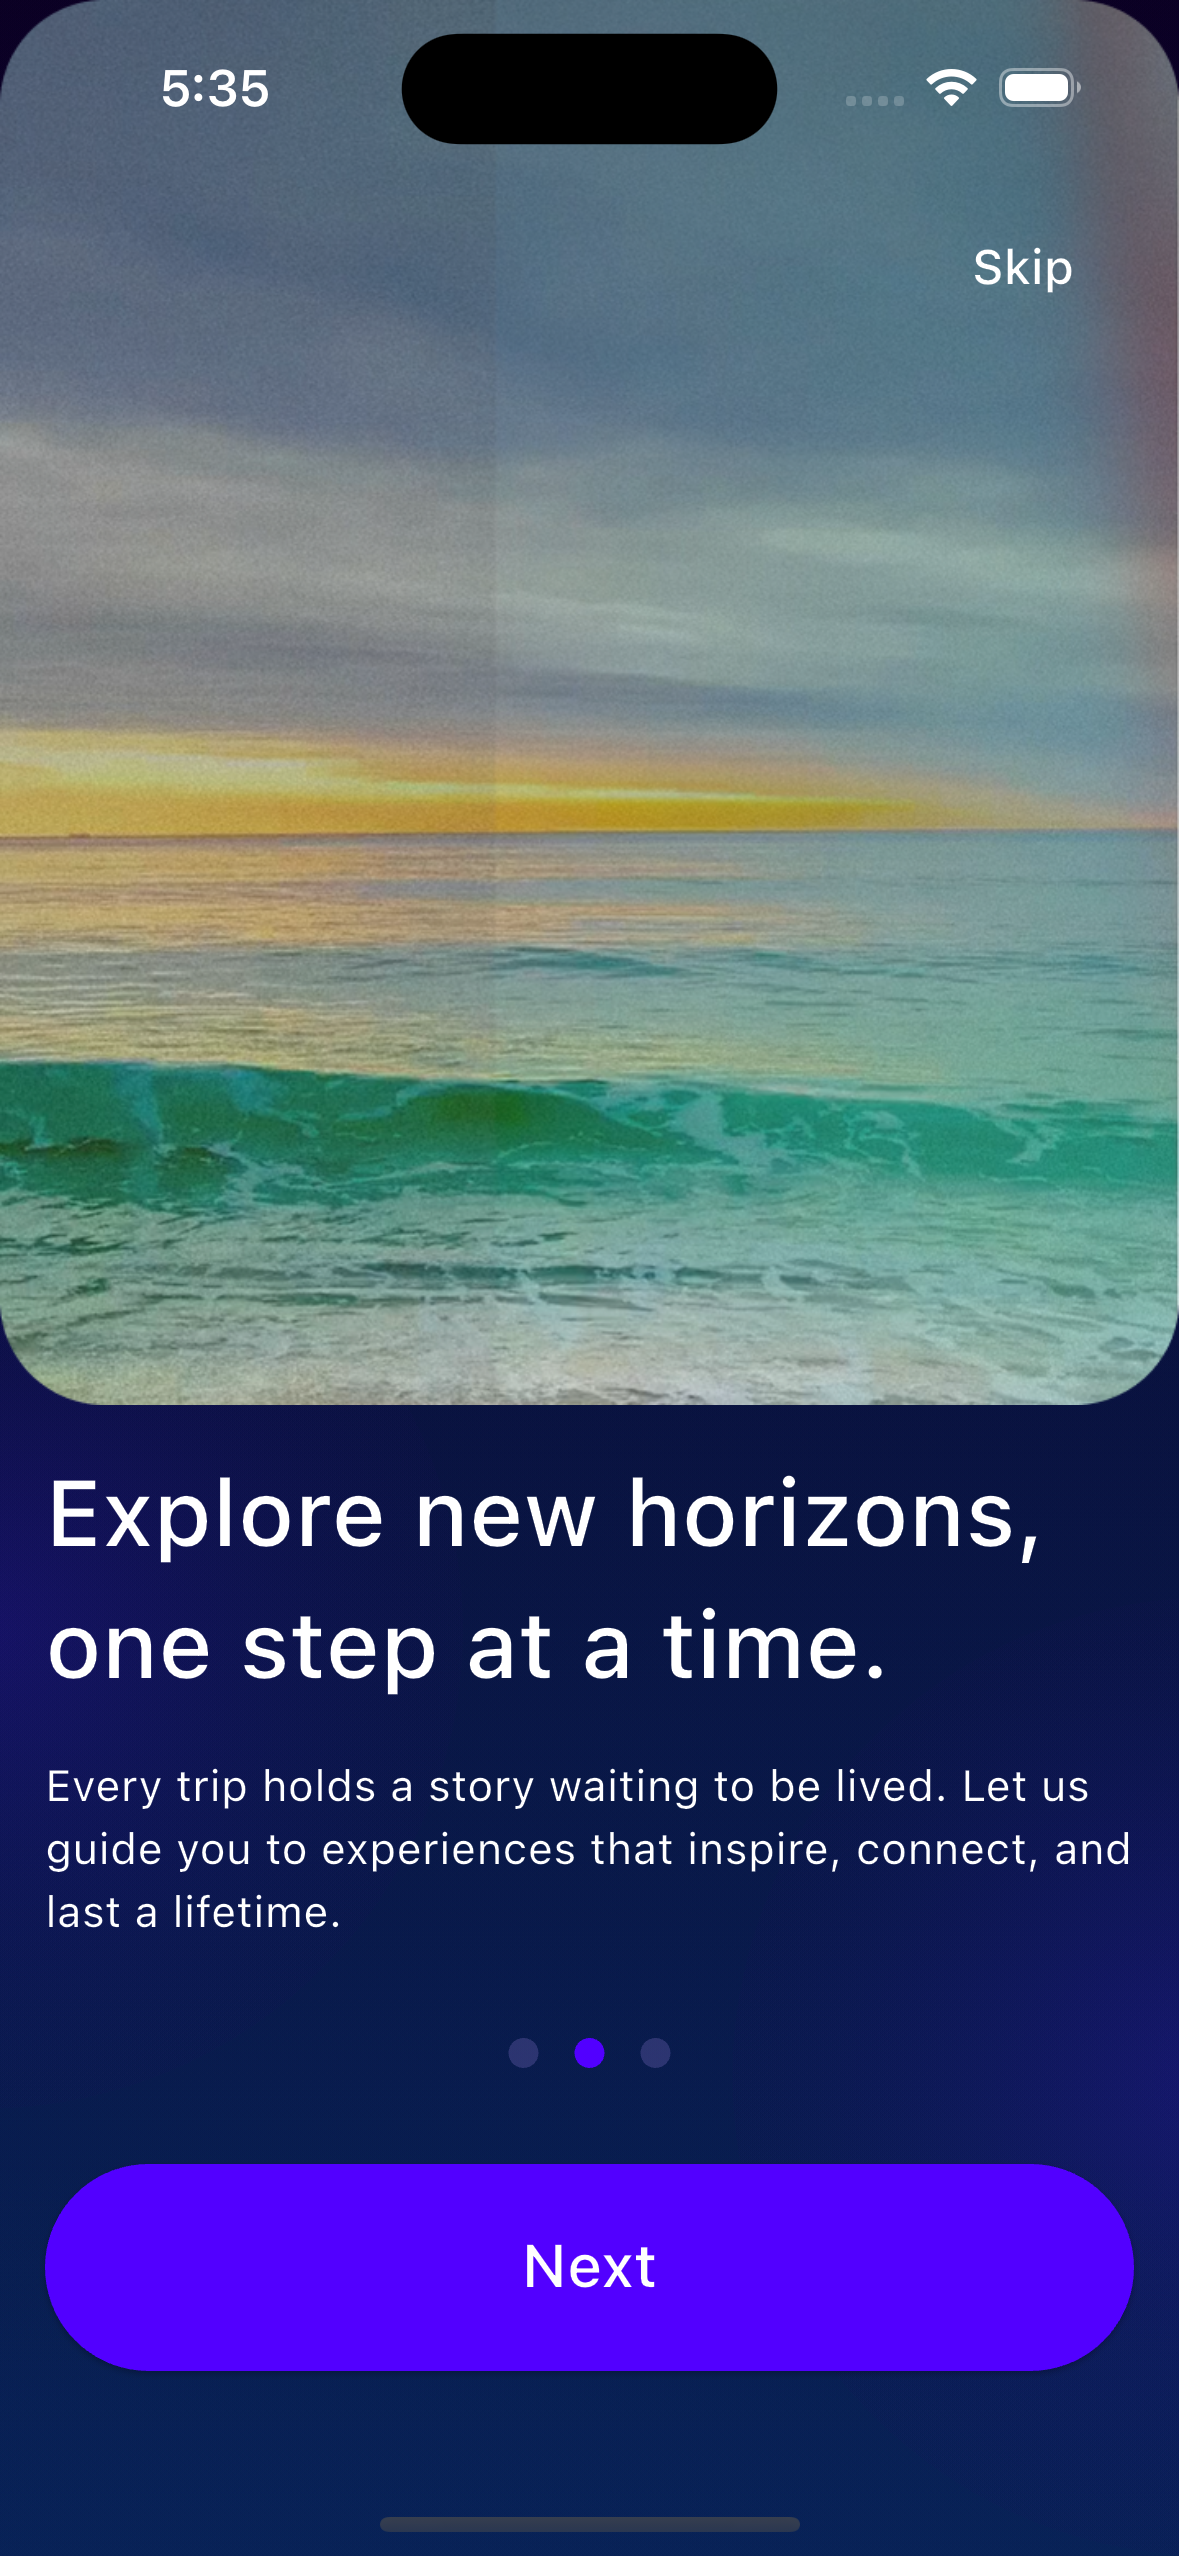 5:35
Skip
Explore new horizons,
one step at a time.
Every trip holds a story waiting to be lived. Let us
guide you to experiences that inspire, connect, and
last a lifetime.
Next